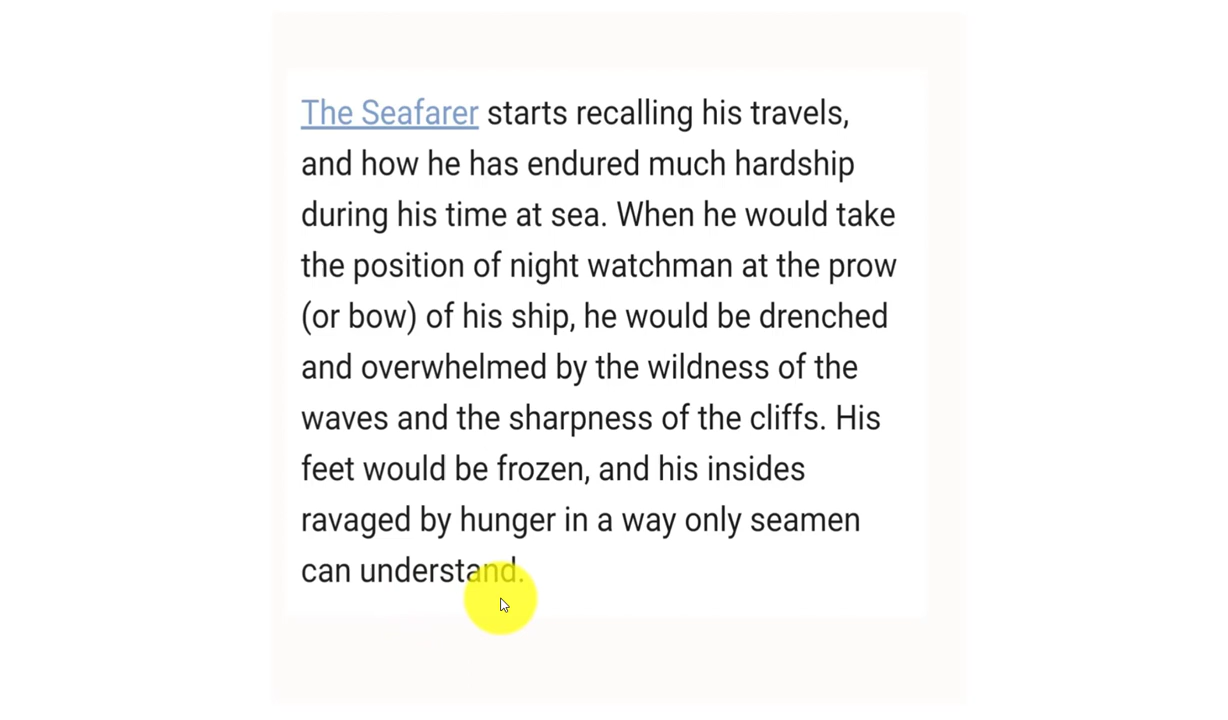 The Seafarer starts recalling his travels,
and how he has endured much hardship
during his time at sea. When he would take
the position of night watchman at the prow
(or bow) of his ship, he would be drenched
and overwhelmed by the wildness of the
waves and the sharpness of the cliffs. His
feet would be frozen, and his insides
ravaged by hunger in a way only seamen
can understand.